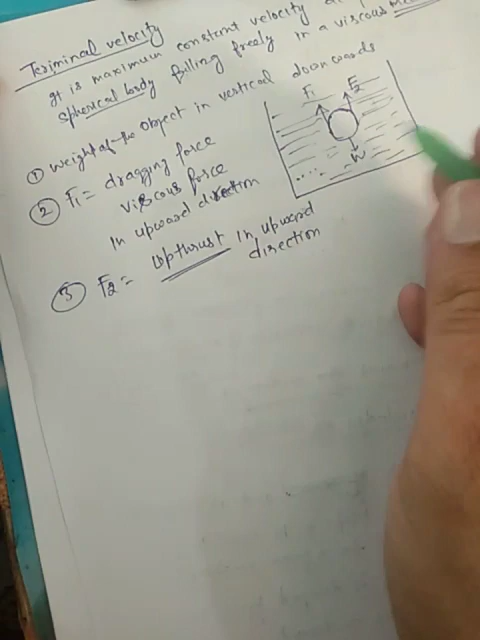 Terminal velocity
It is maximum constant velocity
spherical body falling freely in a viscous
① weight of the object in vertical downwards
② F1 = dragging force
viscous force
in upward direction
③ F2 = Upthrust in upward
direction
F1 F2
W